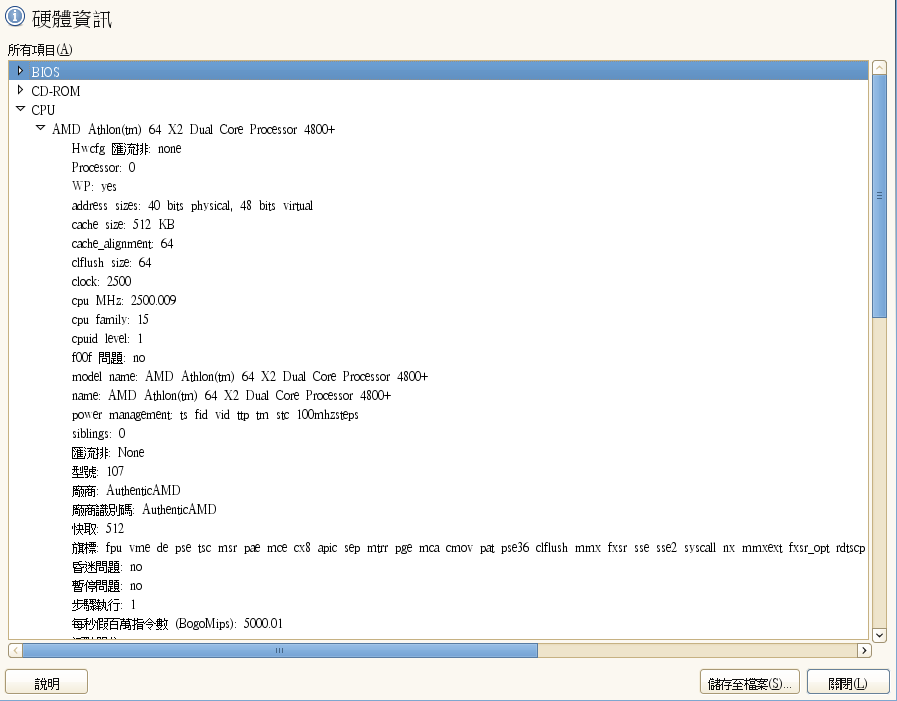 硬體資訊
所有項目(A)
BIOS
CD-ROM
CPU
AMD Athlon(tm) 64 X2 Dual Core Processor 4800+
Hwcfg 匯流排: none
Processor: 0
WP: yes
address sizes: 40 bits physical, 48 bits virtual
cache size: 512 KB
cache_alignment: 64
clflush size: 64
clock: 2500
cpu MHz: 2500.009
cpu family: 15
cpuid level: 1
f00f 問題: no
model name: AMD Athlon(tm) 64 X2 Dual Core Processor 4800+
name: AMD Athlon(tm) 64 X2 Dual Core Processor 4800+
power management: ts fid vid ttp tm stc 100mhzsteps
siblings: 0
匯流排: None
型號: 107
廠商: AuthenticAMD
廠商識別碼: AuthenticAMD
快取: 512
旗標: fpu vme de pse tsc msr pae mce cx8 apic sep mtrr pge mca cmov pat pse36 clflush mmx fxsr sse sse2 syscall nx mmxext fxsr_opt rdtscp
昏迷問題: no
暫停問題: no
步驟執行: 1
每秒假百萬指令數 (BogoMips): 5000.01
說明
儲存至檔案(S)...
關閉(L)